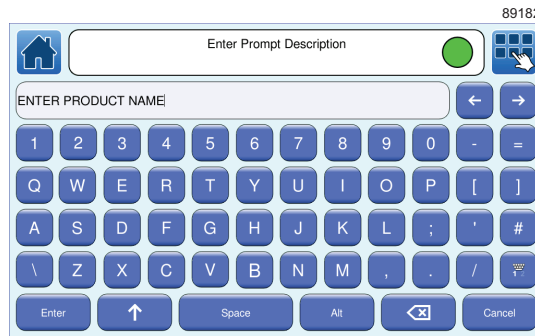 89182
Enter Prompt Description
ENTER PRODUCT NAME
1 2 3 4 5 6 7 8 9 0 - =
Q W E R T Y U I O P [ ]
A S D F G H J K L ; ' #
\ Z X C V B N M , . /
Enter Space Alt Cancel